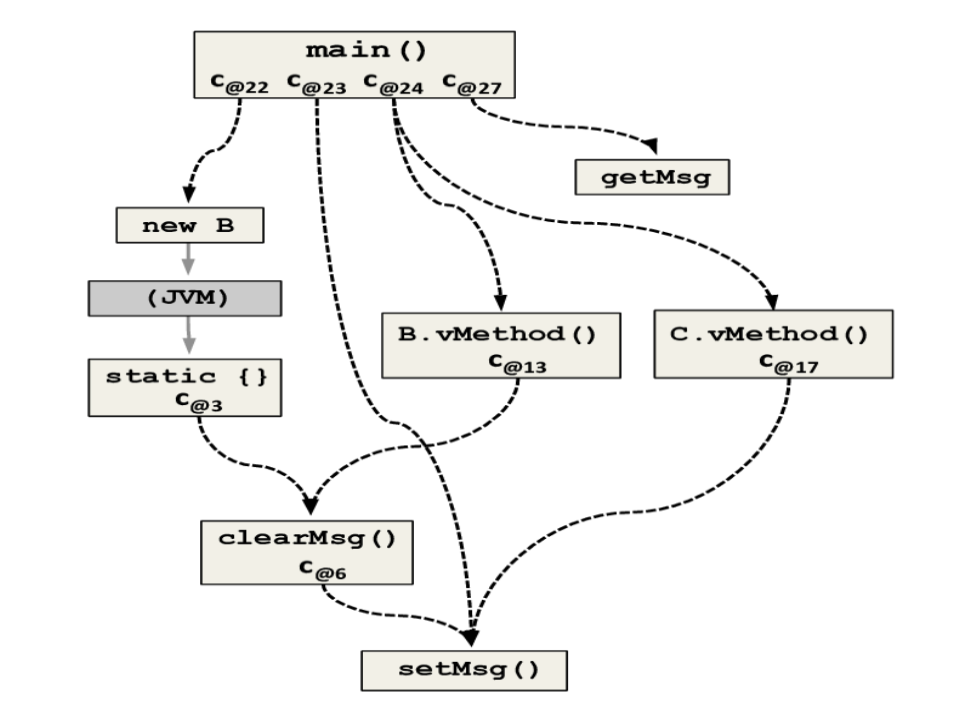 main()
c@22 c@23 c@24 c@27
getMsg
new B
(JVM)
B.vMethod()
c@13
C.vMethod()
c@17
static {}
c@3
clearMsg()
c@6
setMsg()